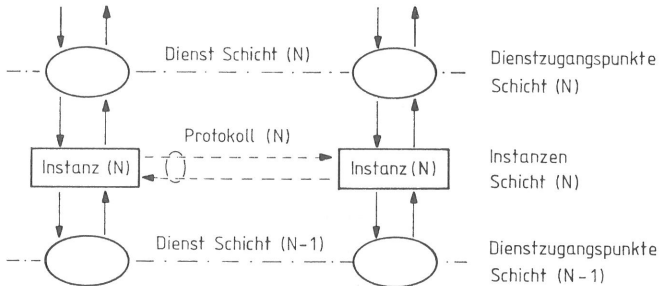 Dienst Schicht (N)
Dienstzugangspunkte
Schicht (N)
Protokoll (N)
Instanz (N)
Instanz (N)
Instanzen
Schicht (N)
Dienst Schicht (N-1)
Dienstzugangspunkte
Schicht (N-1)